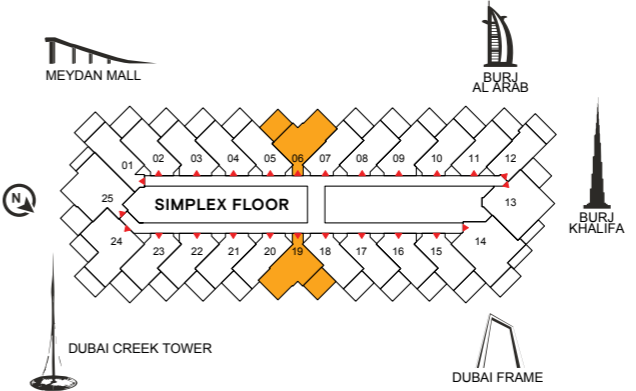 MEYDAN MALL
BURJ
AL ARAB
01 02 03 04 05 06 07 08 09 10 11 12
25 SIMPLEX FLOOR 13
N
BURJ
KHALIFA
24 23 22 21 20 19 18 17 16 15 14
DUBAI CREEK TOWER
DUBAI FRAME